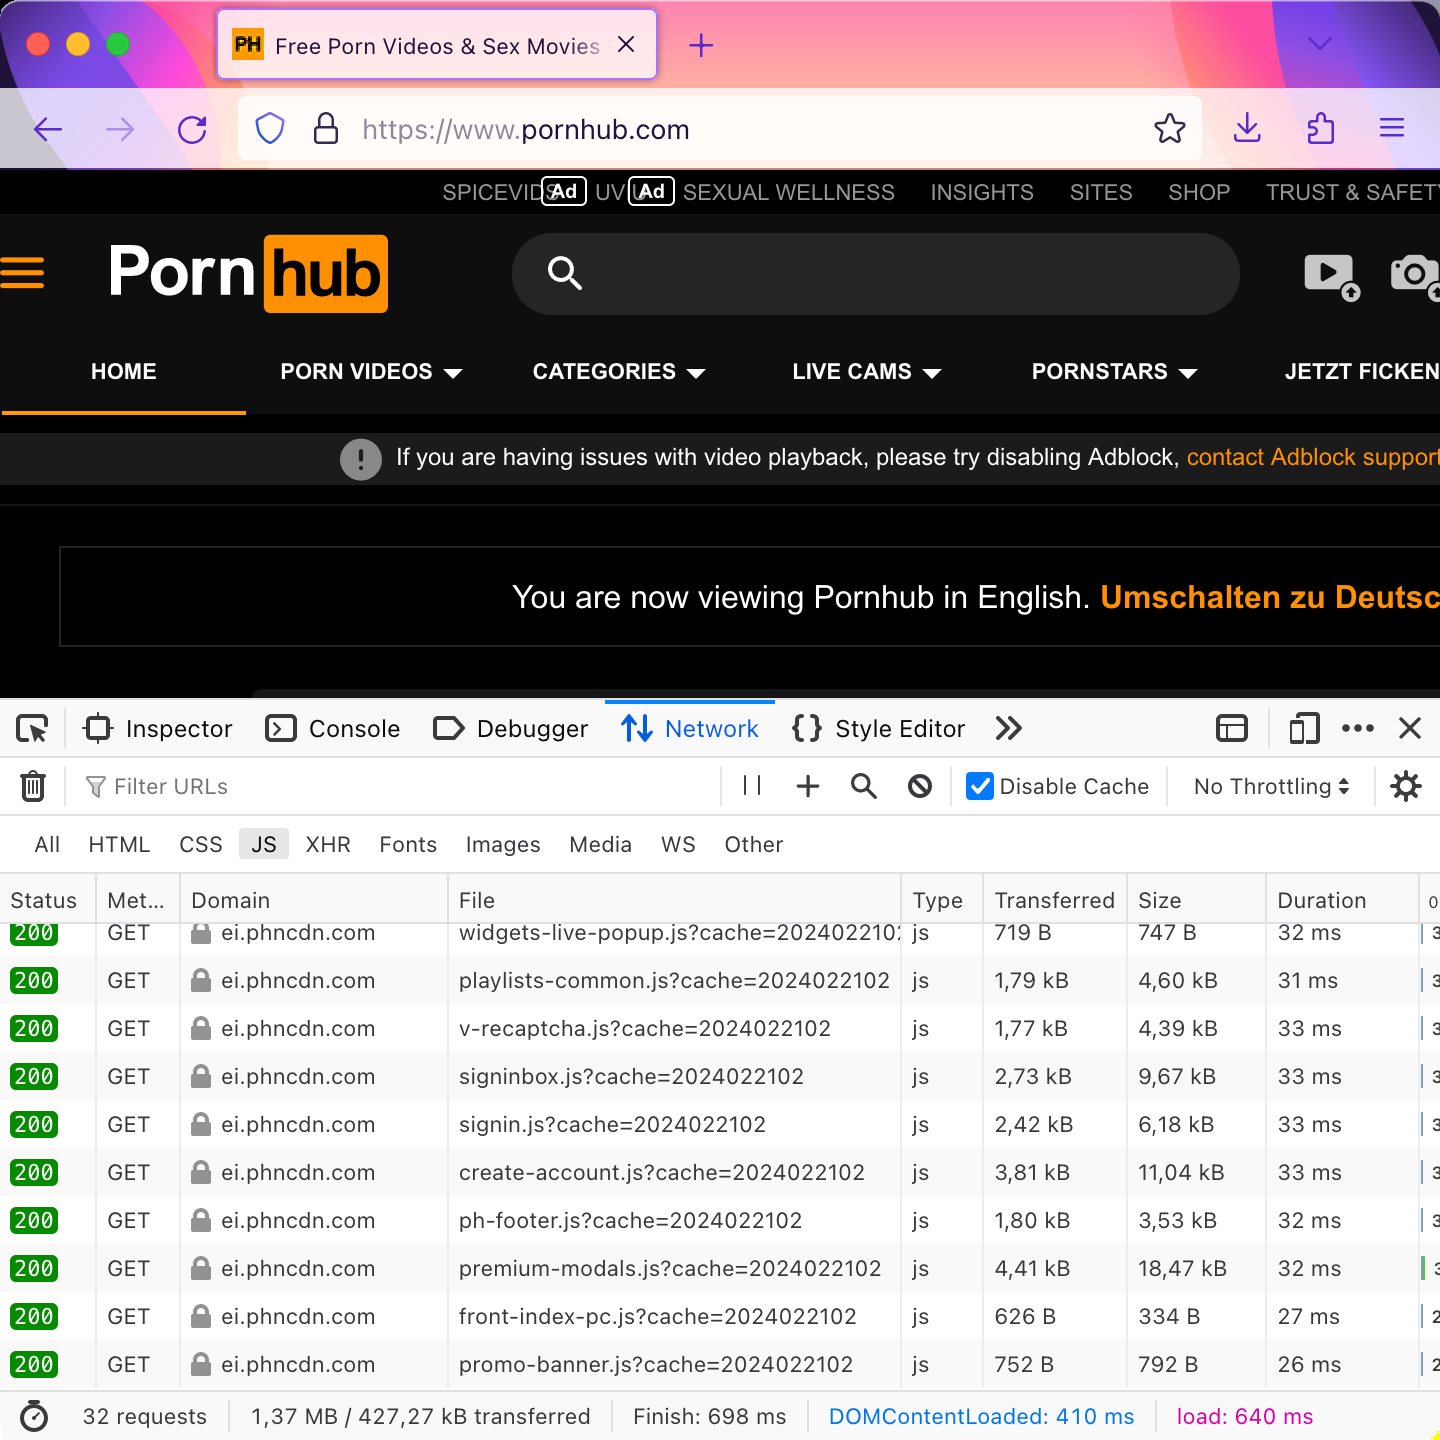 PH Free Porn Videos & Sex Movies
https://www.pornhub.com
SPICEVIDS Ad UVIU Ad SEXUAL WELLNESS INSIGHTS SITES SHOP TRUST & SAFETY
Pornhub
HOME PORN VIDEOS CATEGORIES LIVE CAMS PORNSTARS JETZT FICKEN
If you are having issues with video playback, please try disabling Adblock, contact Adblock support
You are now viewing Pornhub in English. Umschalten zu Deutsc
Inspector Console Debugger Network Style Editor
Filter URLs Disable Cache No Throttling
All HTML CSS JS XHR Fonts Images Media WS Other
Status Met... Domain File Type Transferred Size Duration 0
200 GET ei.phncdn.com widgets-live-popup.js?cache=2024022102 js 719 B 747 B 32 ms 3
200 GET ei.phncdn.com playlists-common.js?cache=2024022102 js 1,79 kB 4,60 kB 31 ms 3
200 GET ei.phncdn.com v-recaptcha.js?cache=2024022102 js 1,77 kB 4,39 kB 33 ms 3
200 GET ei.phncdn.com signinbox.js?cache=2024022102 js 2,73 kB 9,67 kB 33 ms 3
200 GET ei.phncdn.com signin.js?cache=2024022102 js 2,42 kB 6,18 kB 33 ms 3
200 GET ei.phncdn.com create-account.js?cache=2024022102 js 3,81 kB 11,04 kB 33 ms 3
200 GET ei.phncdn.com ph-footer.js?cache=2024022102 js 1,80 kB 3,53 kB 32 ms 3
200 GET ei.phncdn.com premium-modals.js?cache=2024022102 js 4,41 kB 18,47 kB 32 ms 3
200 GET ei.phncdn.com front-index-pc.js?cache=2024022102 js 626 B 334 B 27 ms 2
200 GET ei.phncdn.com promo-banner.js?cache=2024022102 js 752 B 792 B 26 ms 2
32 requests 1,37 MB / 427,27 kB transferred Finish: 698 ms DOMContentLoaded: 410 ms load: 640 ms